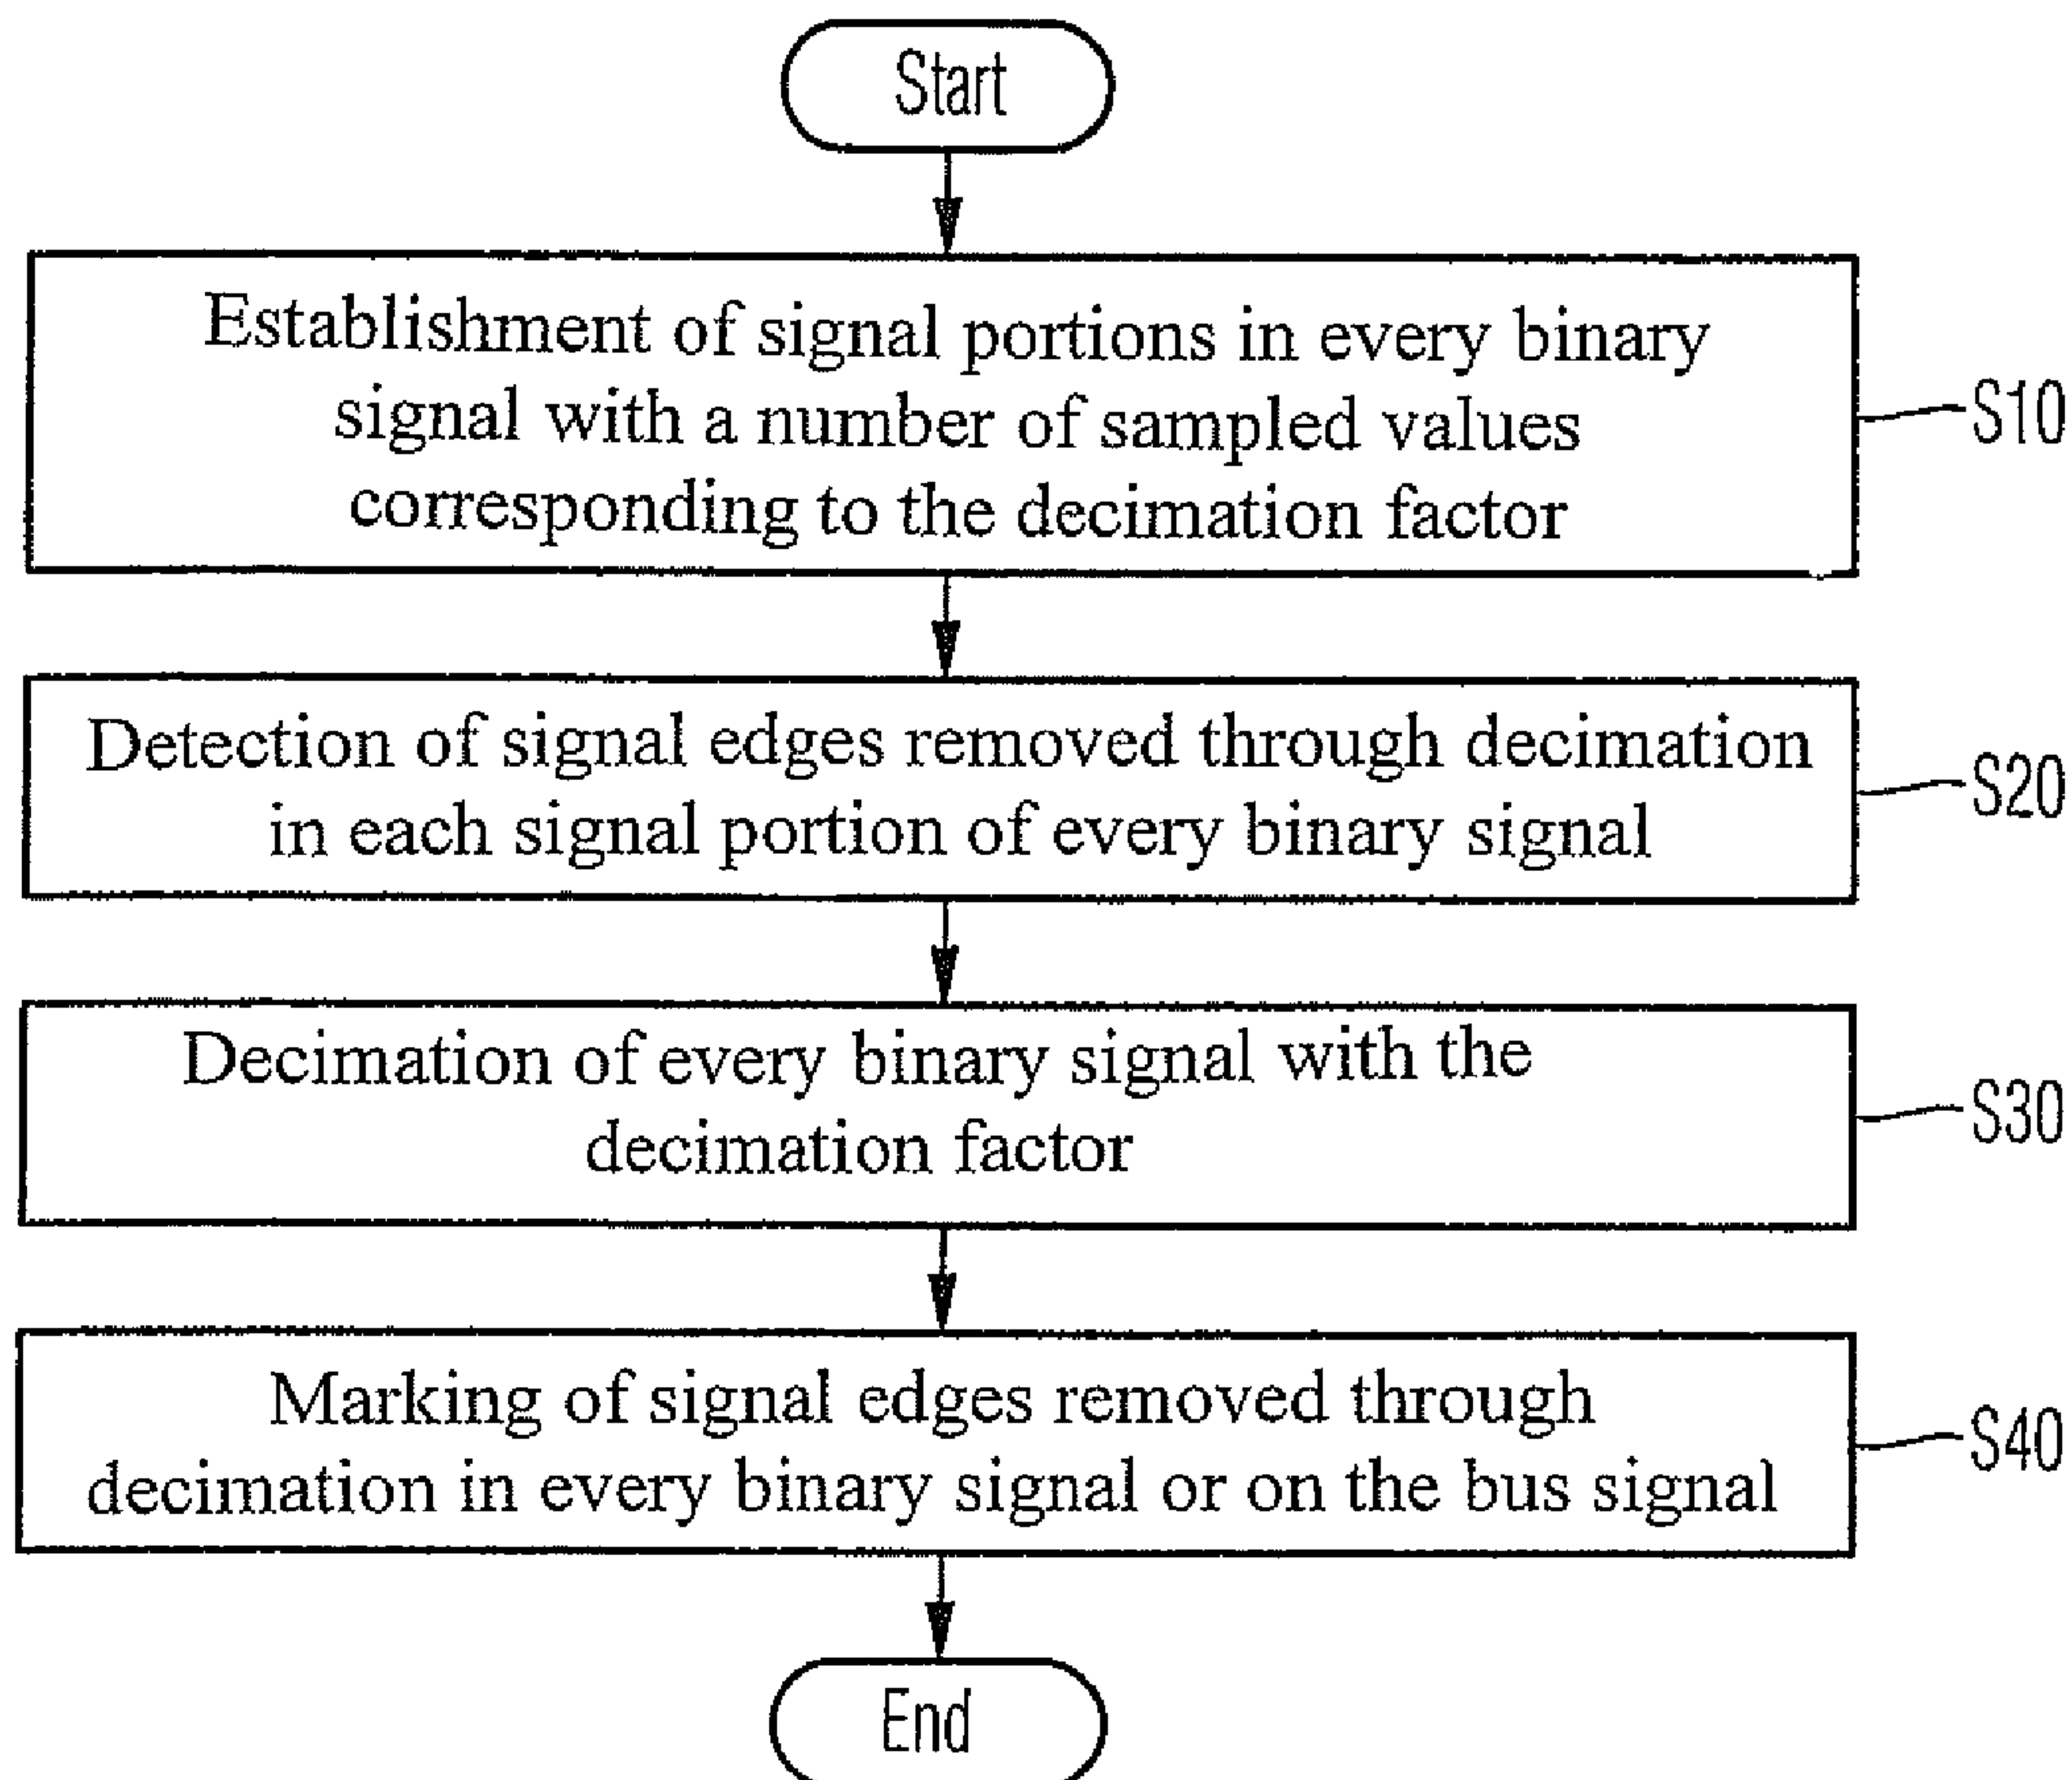 Start
Establishment of signal portions in every binary
signal with a number of sampled values
corresponding to the decimation factor
S10
Detection of signal edges removed through decimation
in each signal portion of every binary signal
S20
Decimation of every binary signal with the
decimation factor
S30
Marking of signal edges removed through
decimation in every binary signal or on the bus signal
S40
End